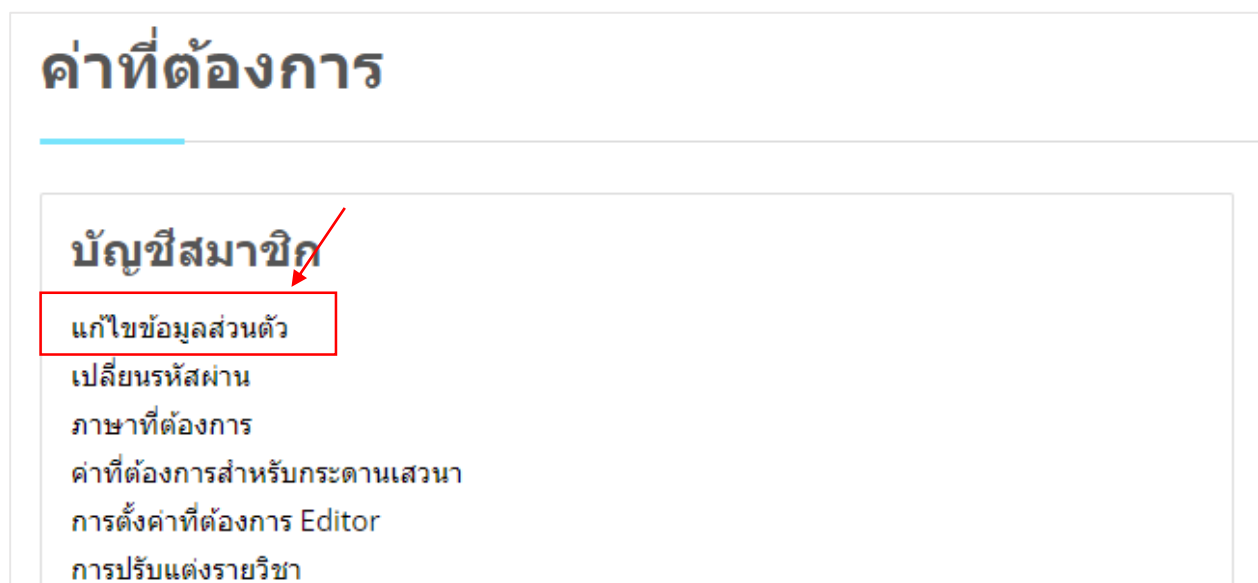 ค่าที่ต้องการ
บัญชีสมาชิก
แก้ไขข้อมูลส่วนตัว
เปลี่ยนรหัสผ่าน
ภาษาที่ต้องการ
ค่าที่ต้องการสำหรับกระดานเสวนา
การตั้งค่าที่ต้องการ Editor
การปรับแต่งรายวิชา